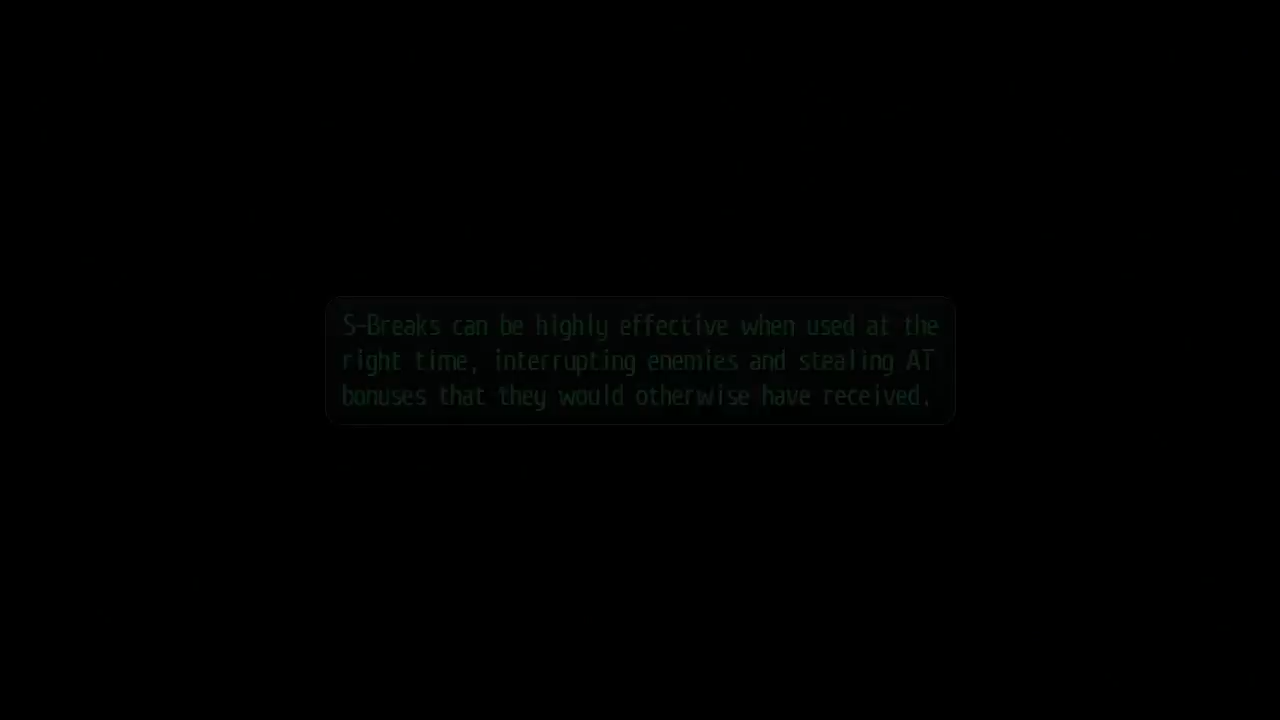 S-Breaks can be highly effective when used at the
right time, interrupting enemies and stealing AT
bonuses that they would otherwise have received.